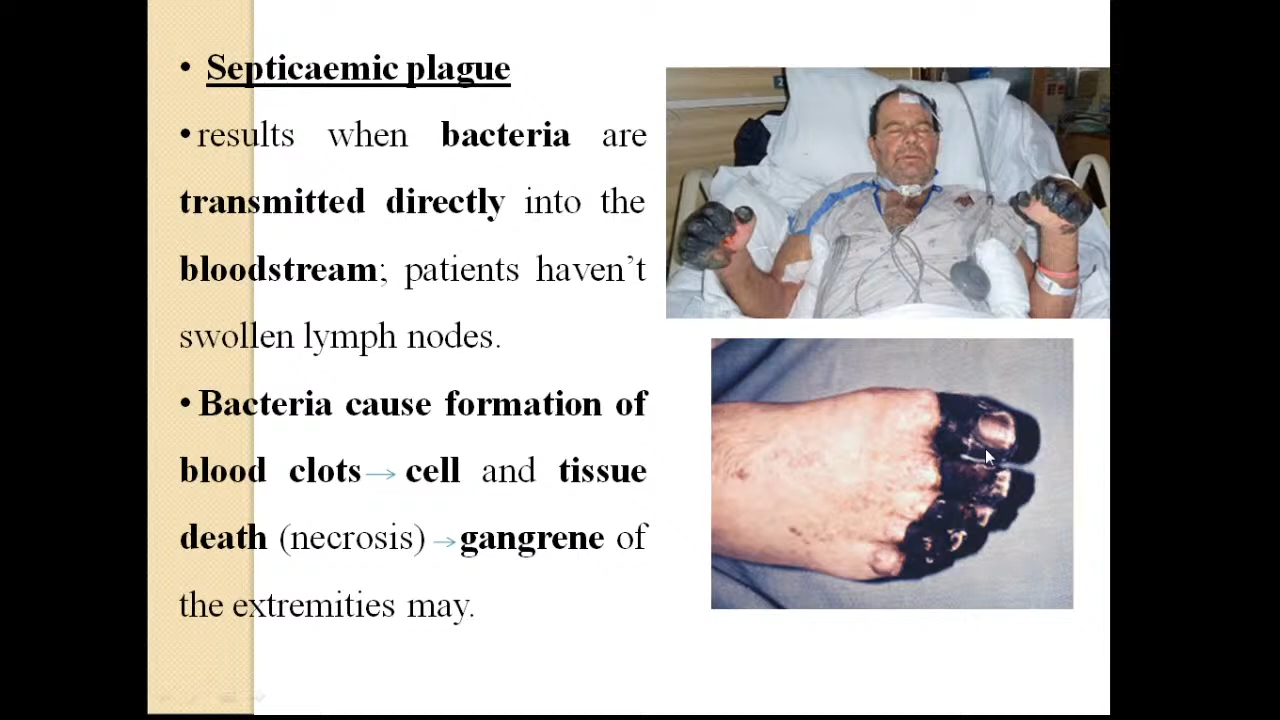 • Septicaemic plague
• results when bacteria are
transmitted directly into the
bloodstream; patients haven’t
swollen lymph nodes.
• Bacteria cause formation of
blood clots→ cell and tissue
death (necrosis) →gangrene of
the extremities may.
2